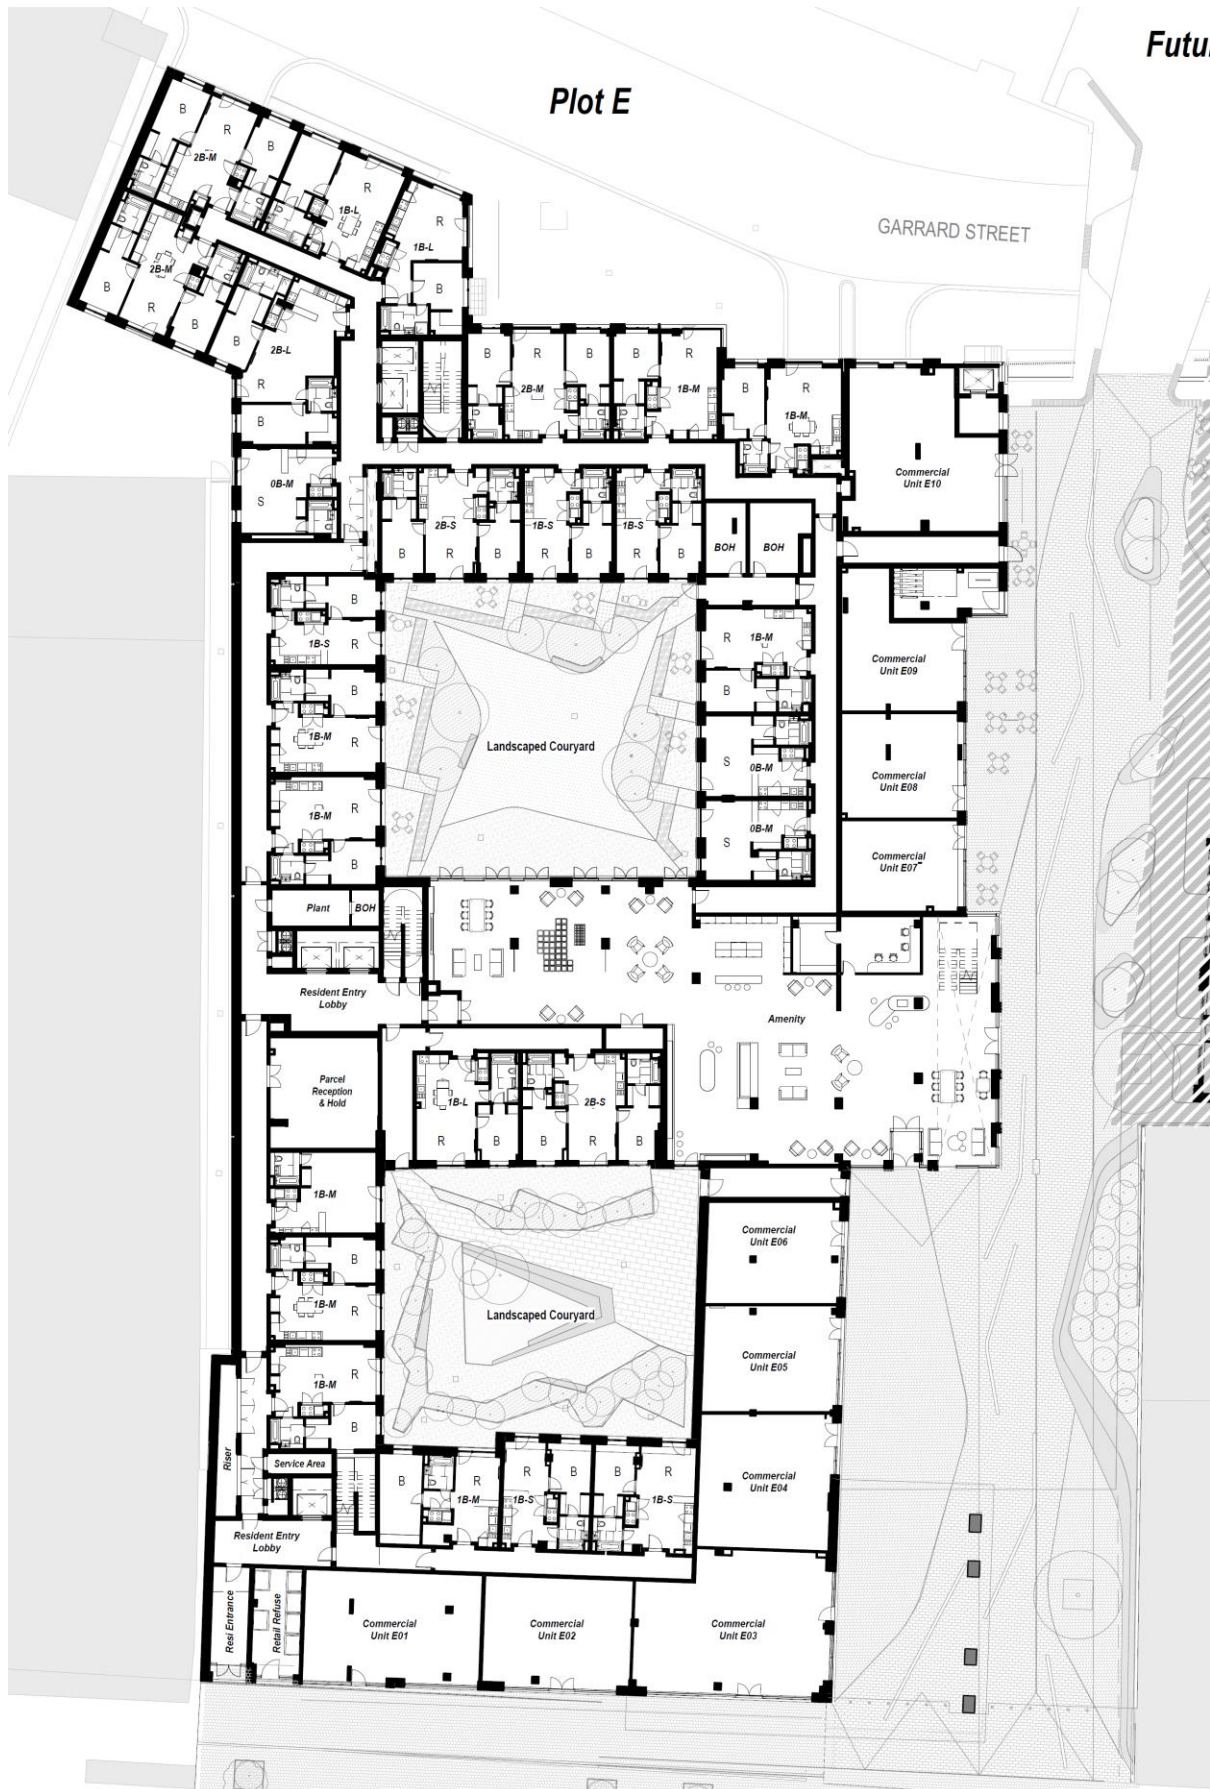 Futu
Plot E
GARRARD STREET
B
R
B
2B-M
R
1B-L
R
1B-L
B
2B-M
B
R
B
B
2B-L
R
B
B
R
B
2B-M
B
R
1B-M
B
R
1B-M
Commercial
Unit E10
0B-M
S
2B-S
B
R
B
1B-S
R
B
1B-S
R
B
BOH
BOH
B
1B-S
R
B
1B-M
R
1B-M
R
B
Landscaped Couryard
R
1B-M
B
S
0B-M
0B-M
S
Commercial
Unit E09
Commercial
Unit E08
Commercial
Unit E07
Plant
BOH
Resident Entry
Lobby
Amenity
Parcel
Reception
& Hold
1B-L
R
B
2B-S
B
R
B
1B-M
B
1B-M
R
1B-M
R
B
Landscaped Couryard
Commercial
Unit E06
Commercial
Unit E05
Commercial
Unit E04
Riser
Service Area
B
R
1B-M
R
B
1B-S
B
R
1B-S
Resident Entry
Lobby
Resi Entrance
Retail Refuse
Commercial
Unit E01
Commercial
Unit E02
Commercial
Unit E03